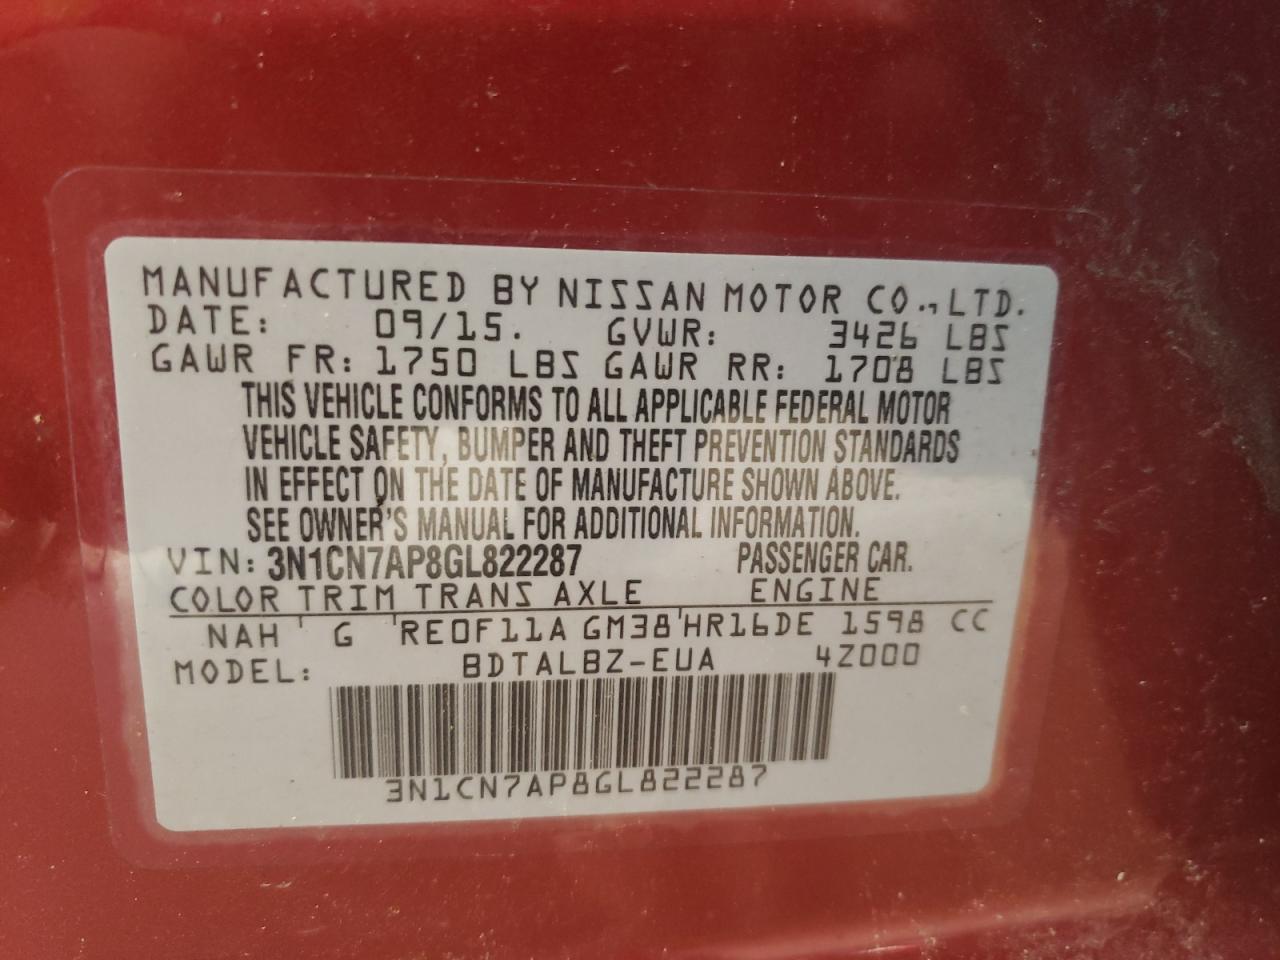 MANUFACTURED BY NISSAN MOTOR CO.,LTD.
DATE: 09/15. GVWR: 3426 LBS
GAWR FR: 1750 LBS GAWR RR: 1708 LBS
THIS VEHICLE CONFORMS TO ALL APPLICABLE FEDERAL MOTOR
VEHICLE SAFETY, BUMPER AND THEFT PREVENTION STANDARDS
IN EFFECT ON THE DATE OF MANUFACTURE SHOWN ABOVE.
SEE OWNER'S MANUAL FOR ADDITIONAL INFORMATION.
VIN: 3N1CN7AP8GL822287 PASSENGER CAR.
COLOR TRIM TRANS AXLE ENGINE
NAH ' G 'RE0F11A GM38'HR16DE 1598 CC
MODEL: BDTALBZ-EUA 4Z000
3N1CN7AP8GL822287